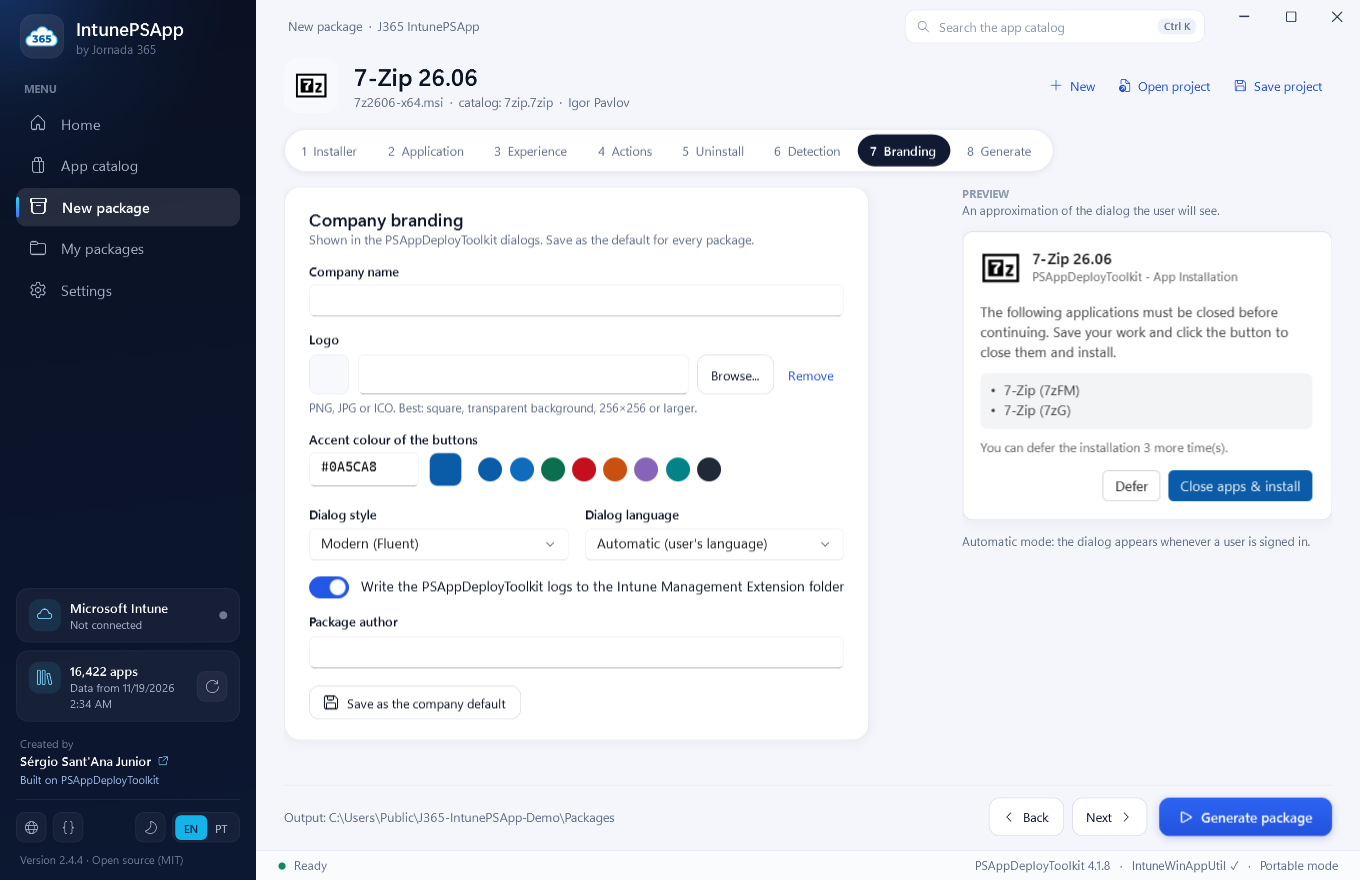 365
IntunePSApp
by Jornada 365
MENU
Home
App catalog
New package
My packages
Settings
Microsoft Intune
Not connected
16,422 apps
Data from 11/19/2026
2:34 AM
Created by
Sérgio Sant'Ana Junior
Built on PSAppDeployToolkit
{}
EN PT
Version 2.4.4 · Open source (MIT)
New package · J365 IntunePSApp
Search the app catalog Ctrl K
7z
7-Zip 26.06
7z2606-x64.msi · catalog: 7zip.7zip · Igor Pavlov
New Open project Save project
1 Installer 2 Application 3 Experience 4 Actions 5 Uninstall 6 Detection 7 Branding 8 Generate
Company branding
Shown in the PSAppDeployToolkit dialogs. Save as the default for every package.
Company name
Logo
Browse... Remove
PNG, JPG or ICO. Best: square, transparent background, 256×256 or larger.
Accent colour of the buttons
#0A5CA8
Dialog style Dialog language
Modern (Fluent) Automatic (user's language)
Write the PSAppDeployToolkit logs to the Intune Management Extension folder
Package author
Save as the company default
PREVIEW
An approximation of the dialog the user will see.
7z
7-Zip 26.06
PSAppDeployToolkit - App Installation
The following applications must be closed before
continuing. Save your work and click the button to
close them and install.
• 7-Zip (7zFM)
• 7-Zip (7zG)
You can defer the installation 3 more time(s).
Defer Close apps & install
Automatic mode: the dialog appears whenever a user is signed in.
Output: C:\Users\Public\J365-IntunePSApp-Demo\Packages
Back Next Generate package
Ready
PSAppDeployToolkit 4.1.8 · IntuneWinAppUtil ✓ · Portable mode